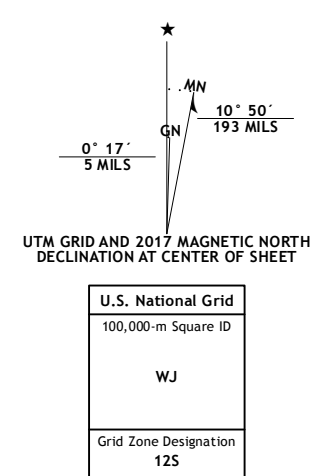 MN
GN
10° 50´
193 MILS
0° 17´
5 MILS
UTM GRID AND 2017 MAGNETIC NORTH
DECLINATION AT CENTER OF SHEET
U.S. National Grid
100,000-m Square ID
WJ
Grid Zone Designation
12S